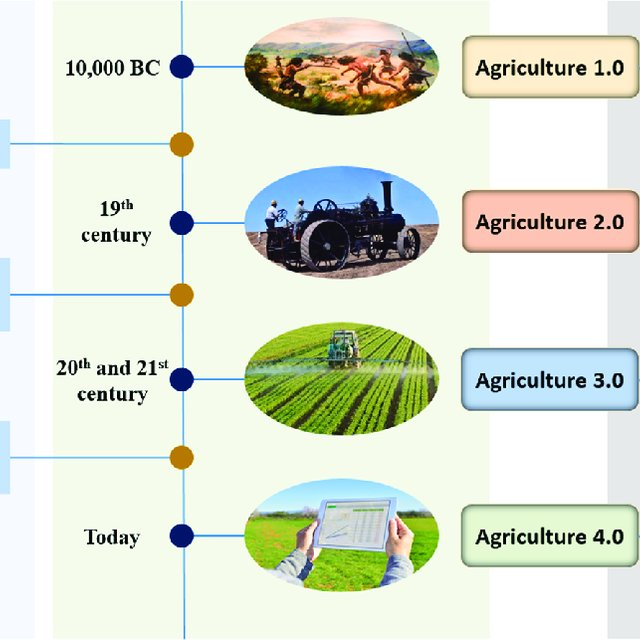 10,000 BC
Agriculture 1.0
19th
century
Agriculture 2.0
20th and 21st
century
Agriculture 3.0
Today
Agriculture 4.0